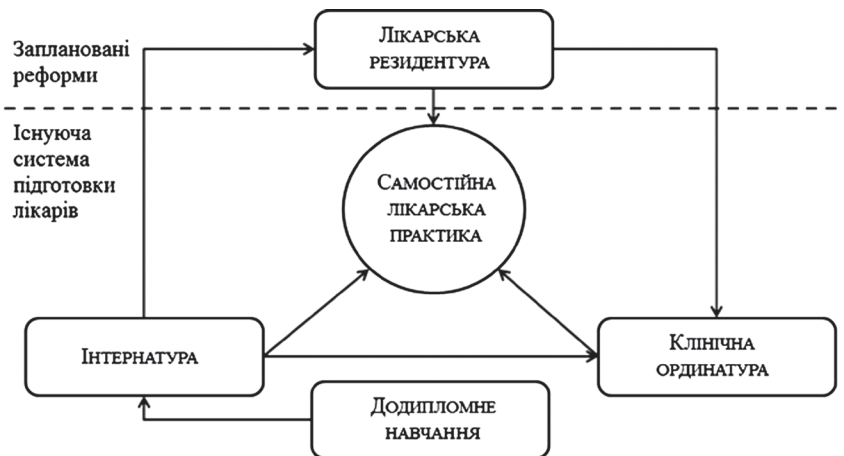 Заплановані
реформи
Лікарська
резидентура
Існуюча
система
підготовки
лікарів
Самостійна
лікарська
практика
Інтернатура
Клінічна
ординатура
Додипломне
навчання